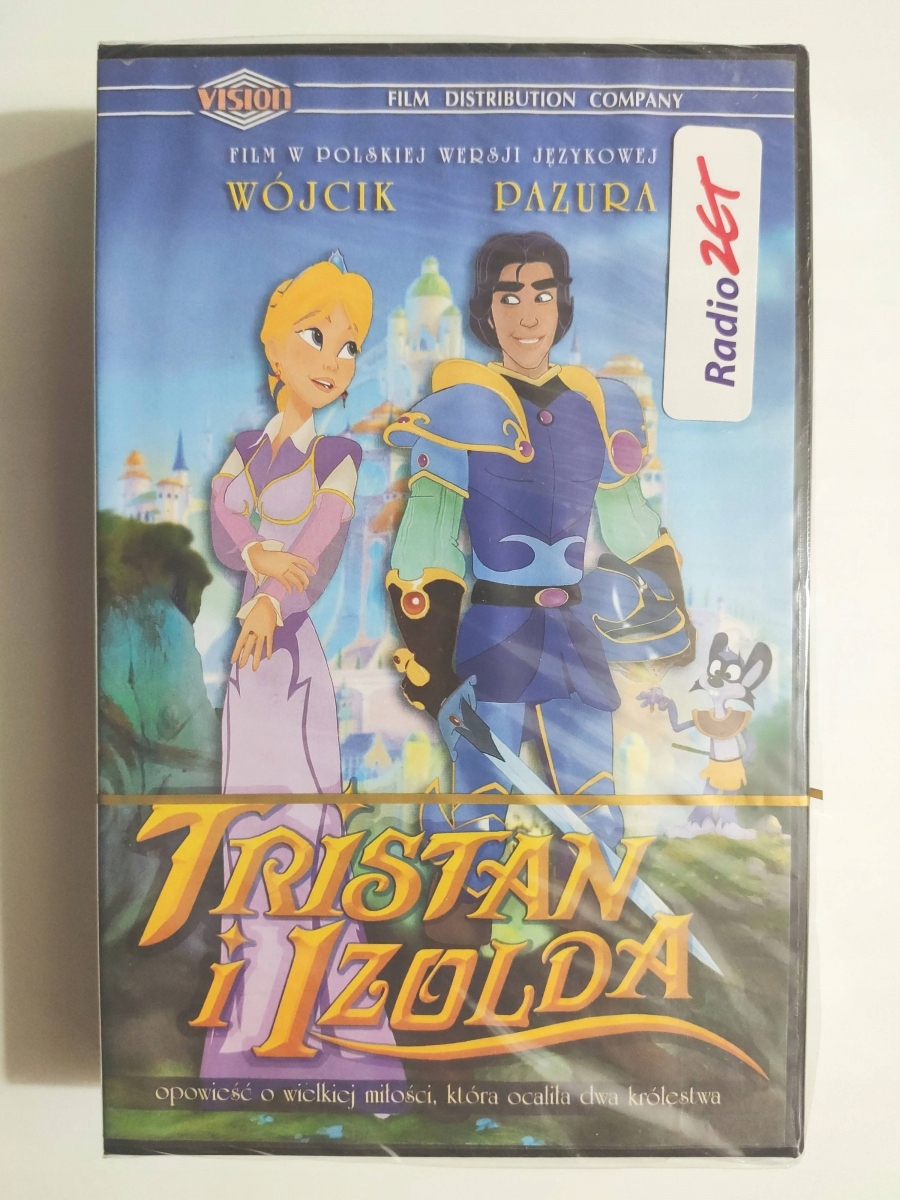 VISION
FILM DISTRIBUTION COMPANY
FILM W POLSKIEJ WERSJI JĘZYKOWEJ
WÓJCIK PAZURA
Radio ZET
TRISTAN
i IZOLDA
opowieść o wielkiej miłości, która ocaliła dwa królestwa